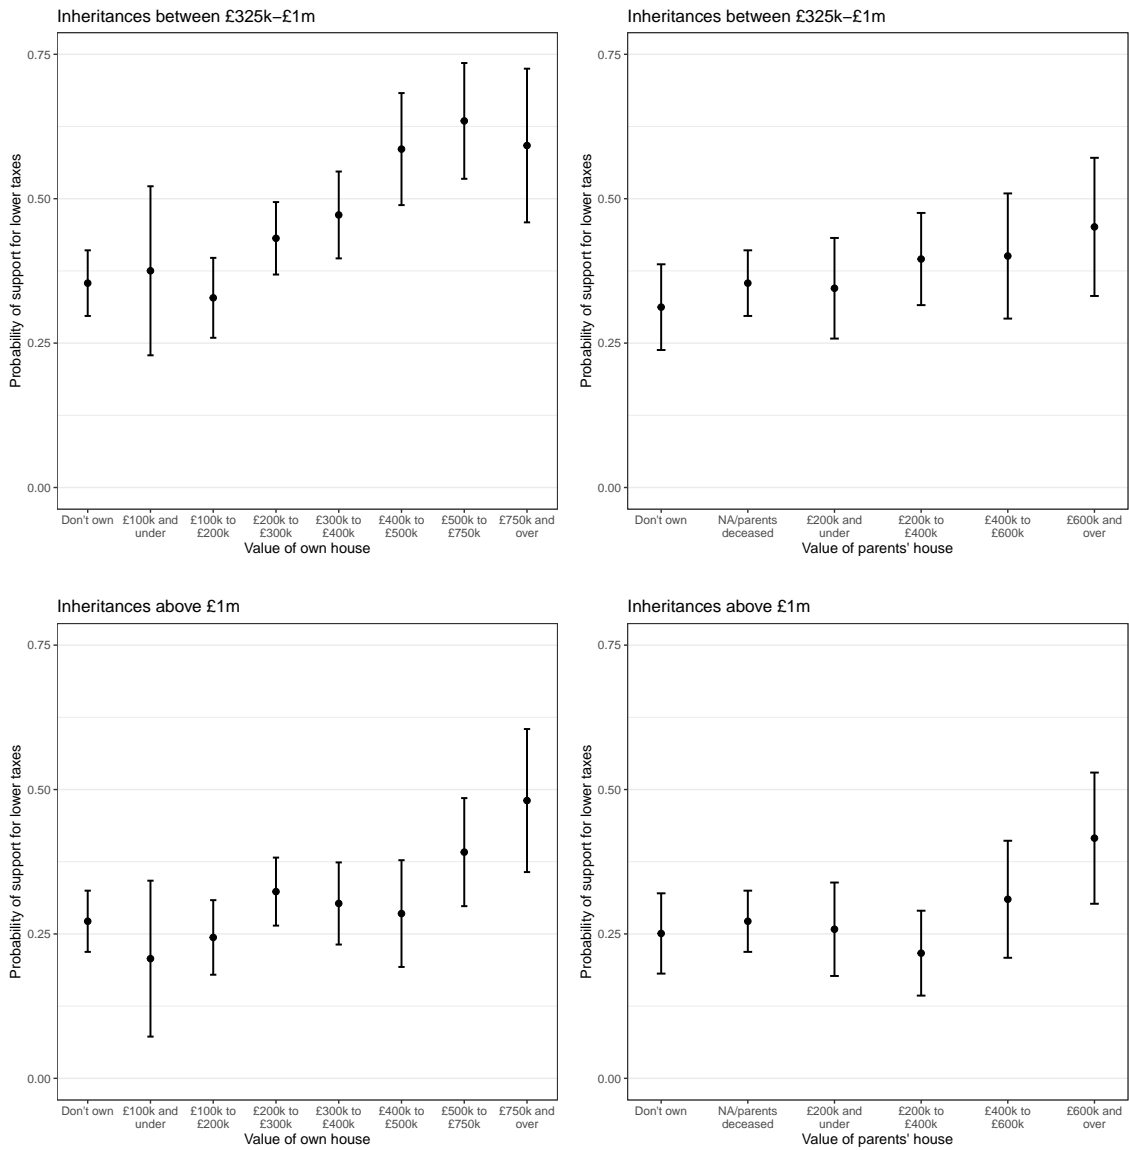 Inheritances between £325k−£1m
Probability of support for lower taxes
0.75
0.50
0.25
0.00
Don't own £100k and £100k to £200k to £300k to £400k to £500k to £750k and
under £200k £300k £400k £500k £750k over
Value of own house
Inheritances between £325k−£1m
Probability of support for lower taxes
0.75
0.50
0.25
0.00
Don't own NA/parents £200k and £200k to £400k to £600k and
deceased under £400k £600k over
Value of parents' house
Inheritances above £1m
Probability of support for lower taxes
0.75
0.50
0.25
0.00
Don't own £100k and £100k to £200k to £300k to £400k to £500k to £750k and
under £200k £300k £400k £500k £750k over
Value of own house
Inheritances above £1m
Probability of support for lower taxes
0.75
0.50
0.25
0.00
Don't own NA/parents £200k and £200k to £400k to £600k and
deceased under £400k £600k over
Value of parents' house